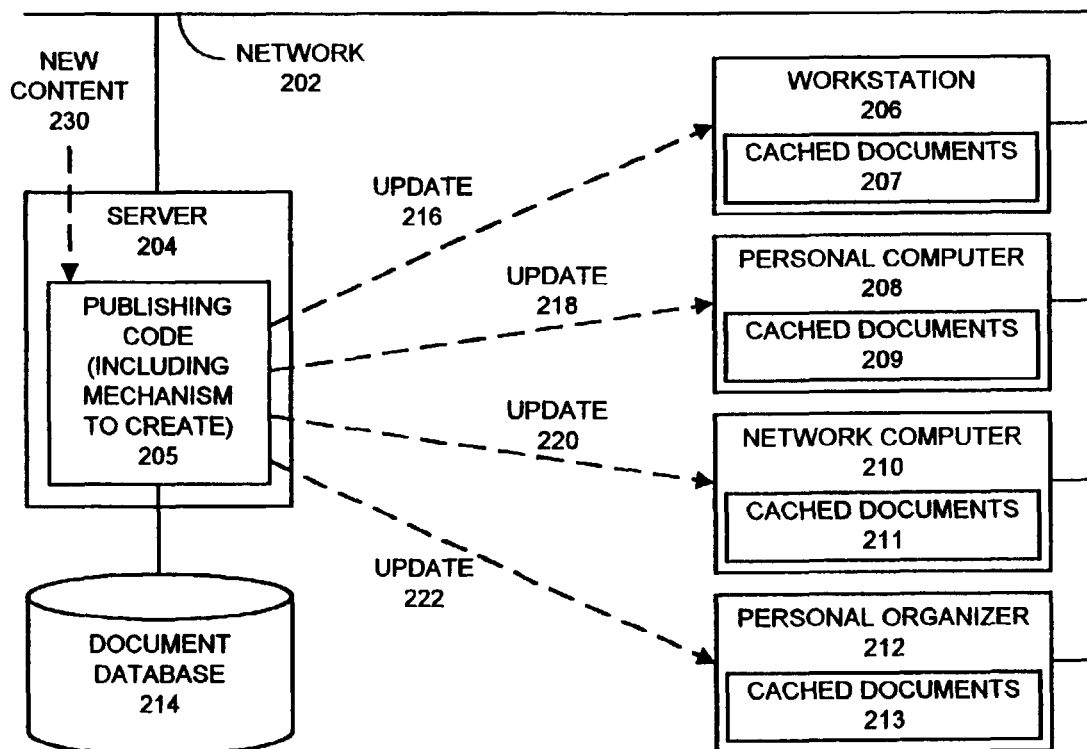 NETWORK
202
NEW
CONTENT
230
SERVER
204
PUBLISHING
CODE
(INCLUDING
MECHANISM
TO CREATE)
205
DOCUMENT
DATABASE
214
UPDATE
216
UPDATE
218
UPDATE
220
UPDATE
222
WORKSTATION
206
CACHED DOCUMENTS
207
PERSONAL COMPUTER
208
CACHED DOCUMENTS
209
NETWORK COMPUTER
210
CACHED DOCUMENTS
211
PERSONAL ORGANIZER
212
CACHED DOCUMENTS
213